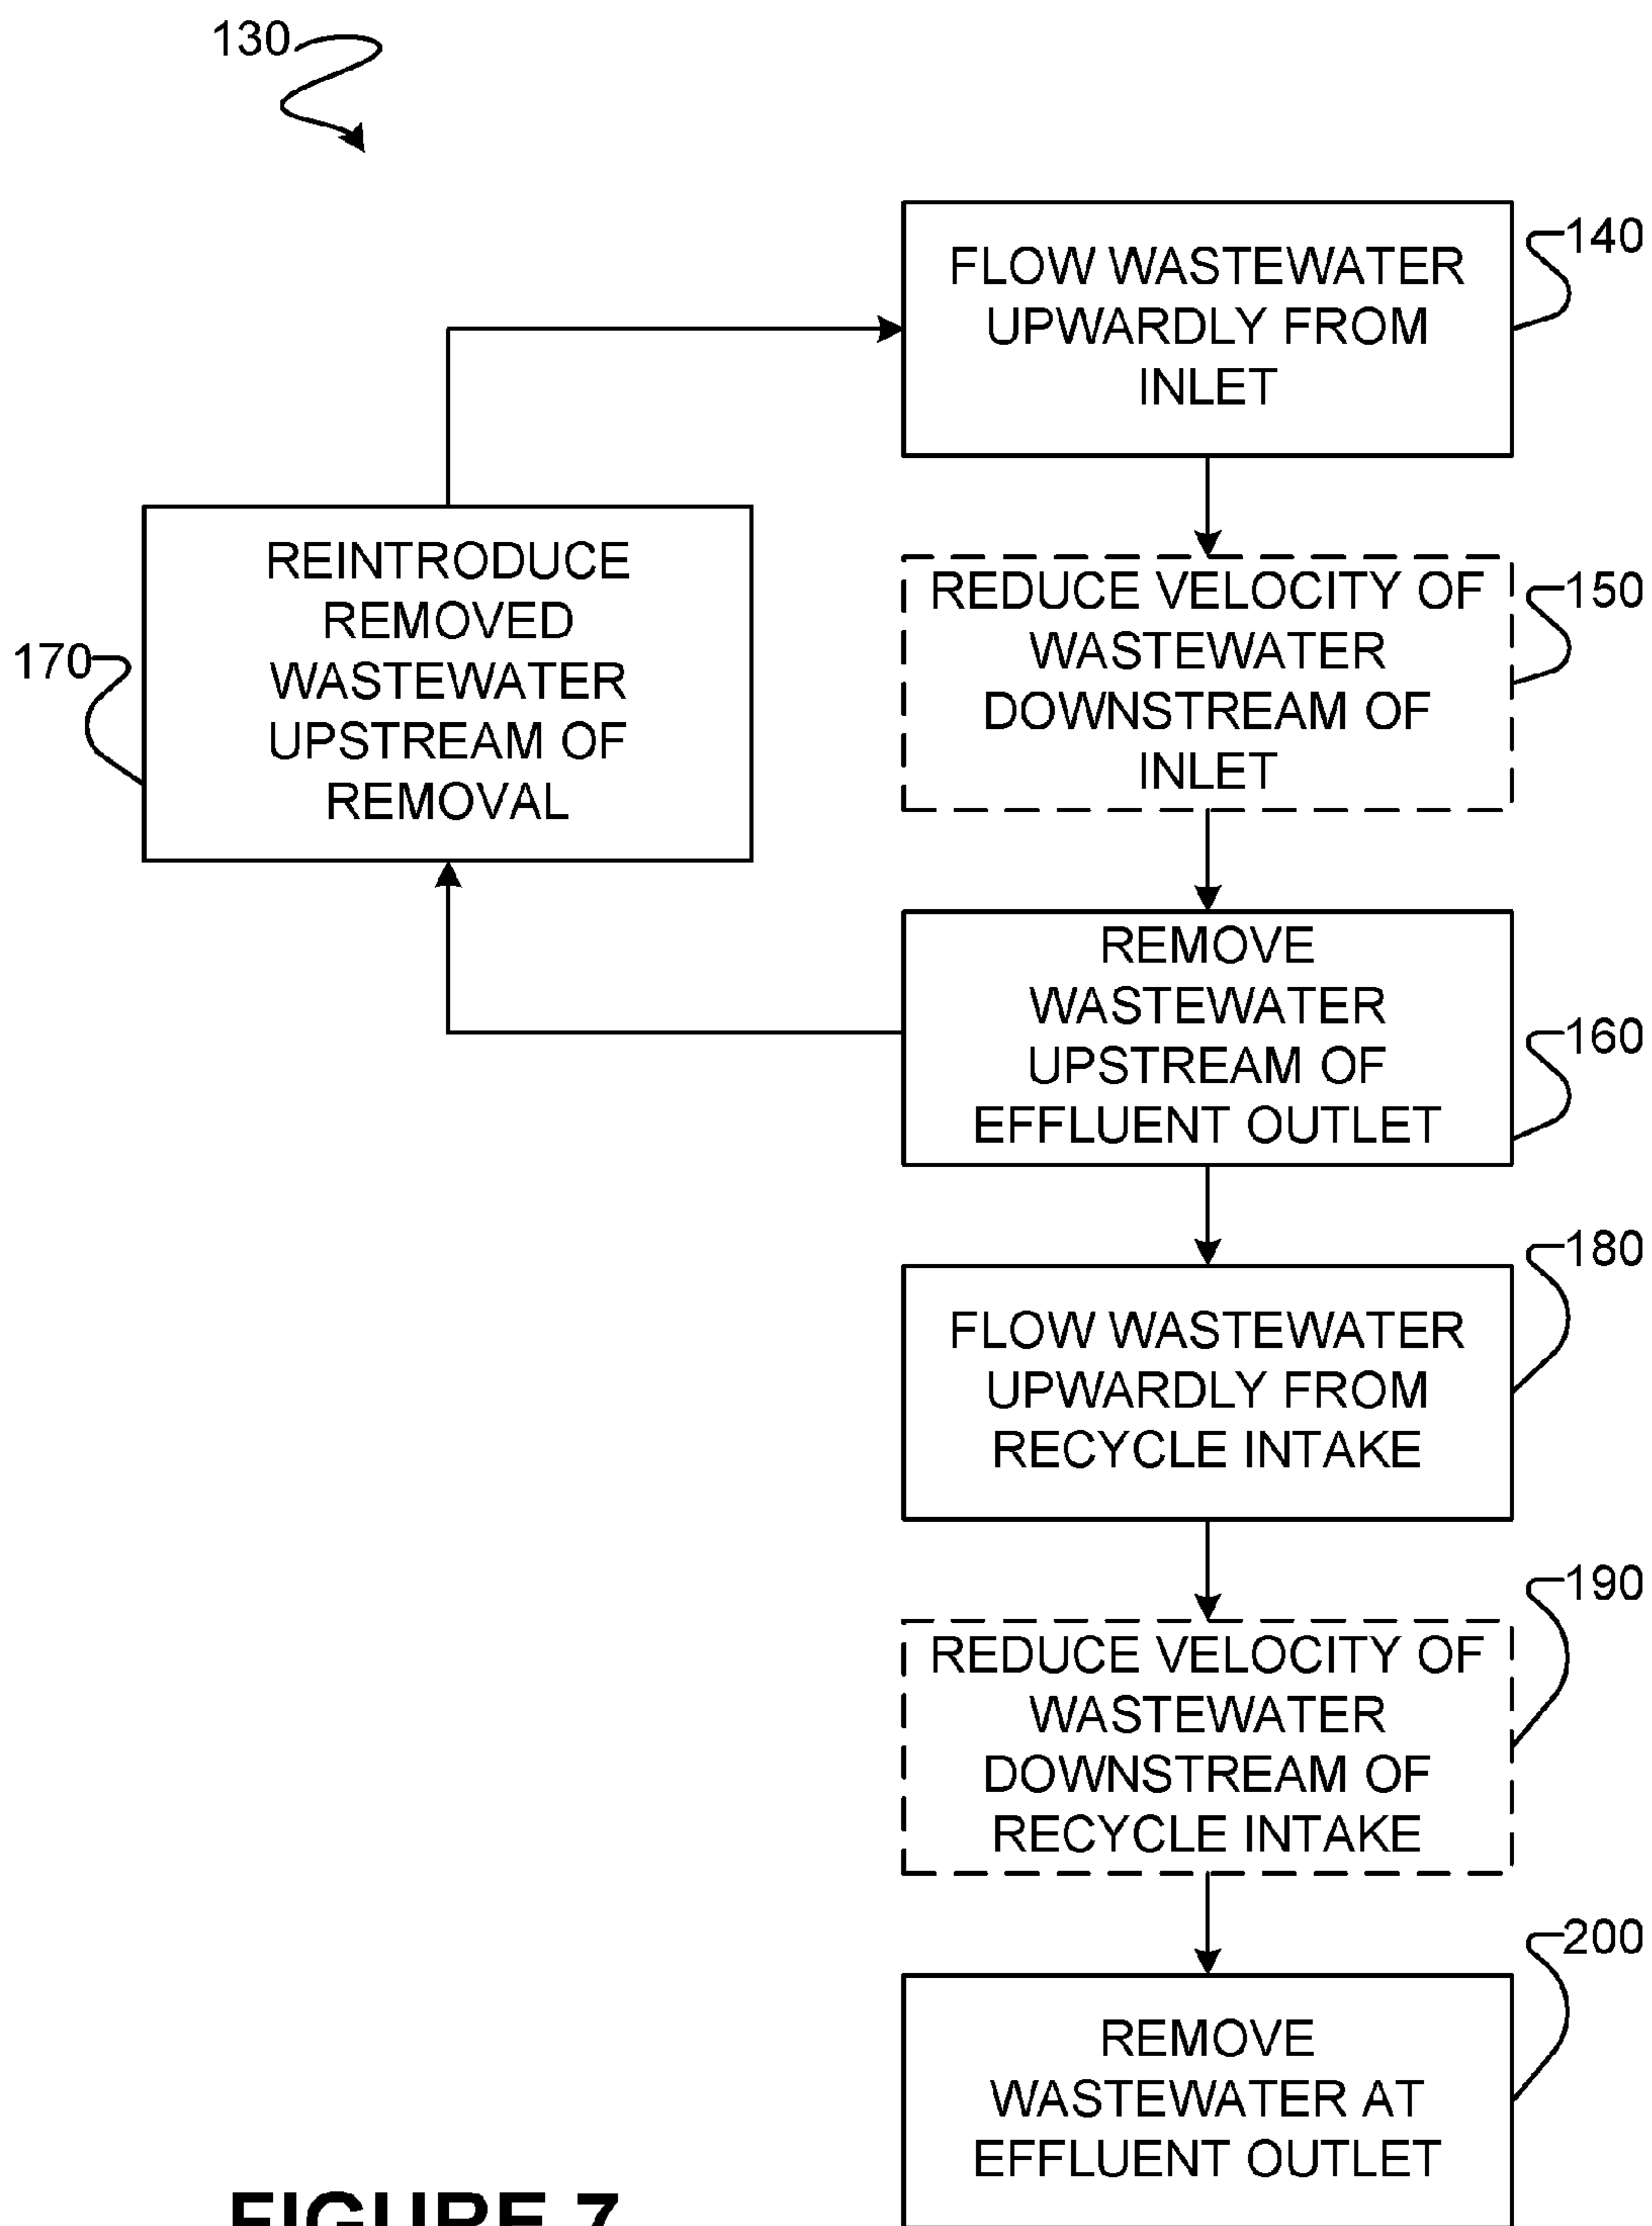 130
FLOW WASTEWATER
UPWARDLY FROM
INLET
140
REDUCE VELOCITY OF
WASTEWATER
DOWNSTREAM OF
INLET
150
REINTRODUCE
REMOVED
WASTEWATER
UPSTREAM OF
REMOVAL
170
REMOVE
WASTEWATER
UPSTREAM OF
EFFLUENT OUTLET
160
FLOW WASTEWATER
UPWARDLY FROM
RECYCLE INTAKE
180
REDUCE VELOCITY OF
WASTEWATER
DOWNSTREAM OF
RECYCLE INTAKE
190
REMOVE
WASTEWATER AT
EFFLUENT OUTLET
200
FIGURE 7